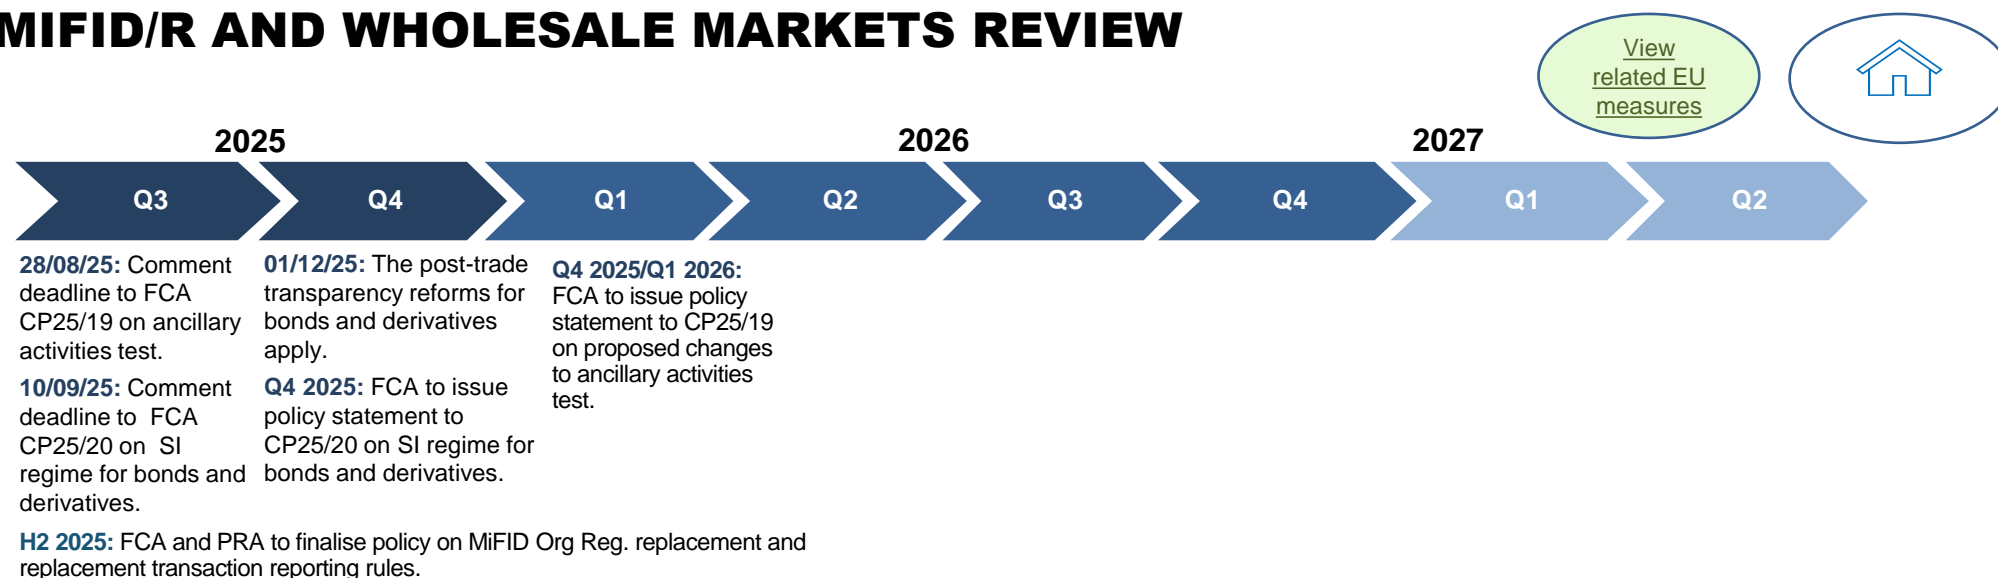 MIFID/R AND WHOLESALE MARKETS REVIEW
View
related EU
measures
2025
2026
2027
Q3
Q4
Q1
Q2
Q3
Q4
Q1
Q2
28/08/25: Comment
deadline to FCA
CP25/19 on ancillary
activities test.
10/09/25: Comment
deadline to FCA
CP25/20 on SI
regime for bonds and
derivatives.
01/12/25: The post-trade
transparency reforms for
bonds and derivatives
apply.
Q4 2025: FCA to issue
policy statement to
CP25/20 on SI regime for
bonds and derivatives.
Q4 2025/Q1 2026:
FCA to issue policy
statement to CP25/19
on proposed changes
to ancillary activities
test.
H2 2025: FCA and PRA to finalise policy on MiFID Org Reg. replacement and
replacement transaction reporting rules.